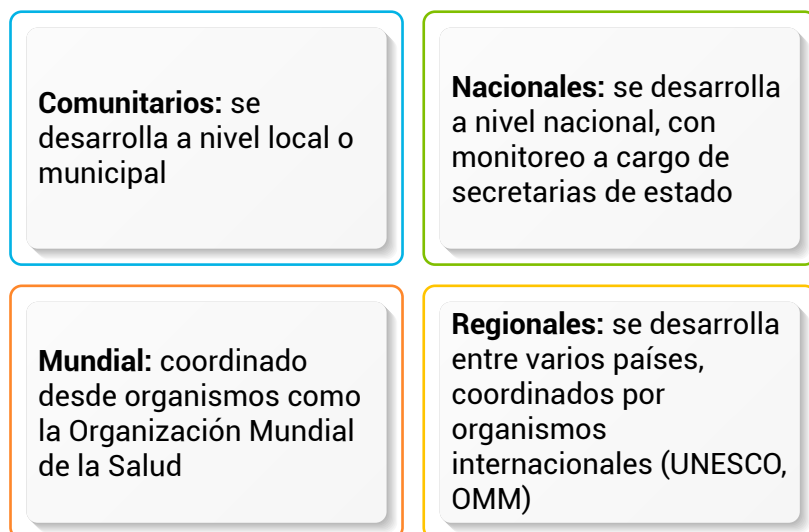 Comunitarios: se
desarrolla a nivel local o
municipal
Nacionales: se desarrolla
a nivel nacional, con
monitoreo a cargo de
secretarias de estado
Mundial: coordinado
desde organismos como
la Organización Mundial
de la Salud
Regionales: se desarrolla
entre varios países,
coordinados por
organismos
internacionales (UNESCO,
OMM)